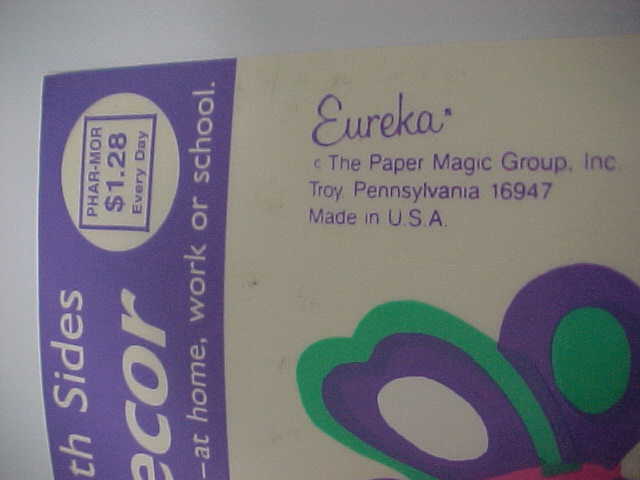 Eureka
c The Paper Magic Group, Inc.
Troy, Pennsylvania 16947
Made in U.S.A.
PHAR-MOR
$1.28
Every Day
th Sides
ecor
—at home, work or school.